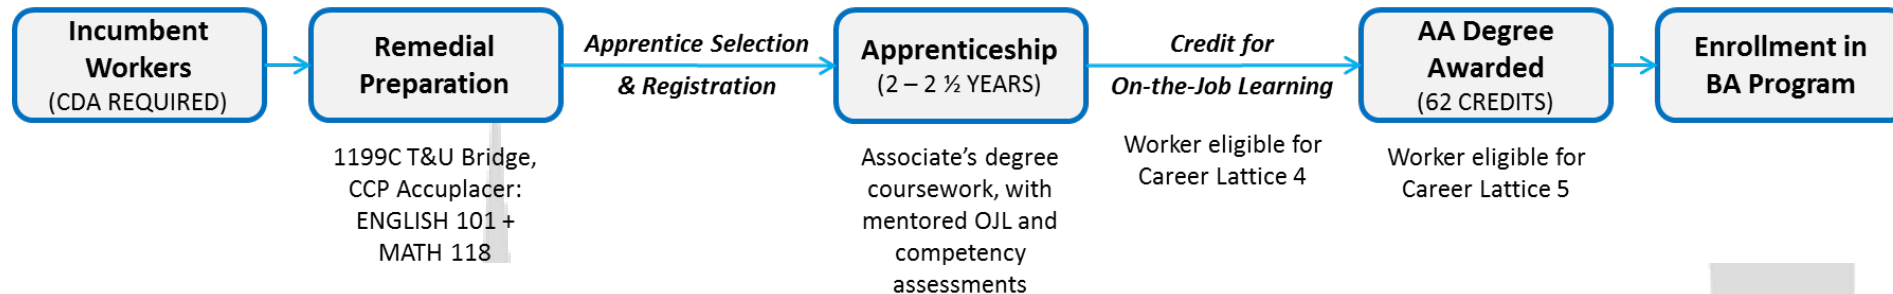 Incumbent
Workers
(CDA REQUIRED)
Remedial
Preparation
1199C T&U Bridge,
CCP Accuplacer:
ENGLISH 101 +
MATH 118
Apprentice Selection
& Registration
Apprenticeship
(2 – 2 ½ YEARS)
Associate’s degree
coursework, with
mentored OJL and
competency
assessments
Credit for
On-the-Job Learning
Worker eligible for
Career Lattice 4
AA Degree
Awarded
(62 CREDITS)
Worker eligible for
Career Lattice 5
Enrollment in
BA Program